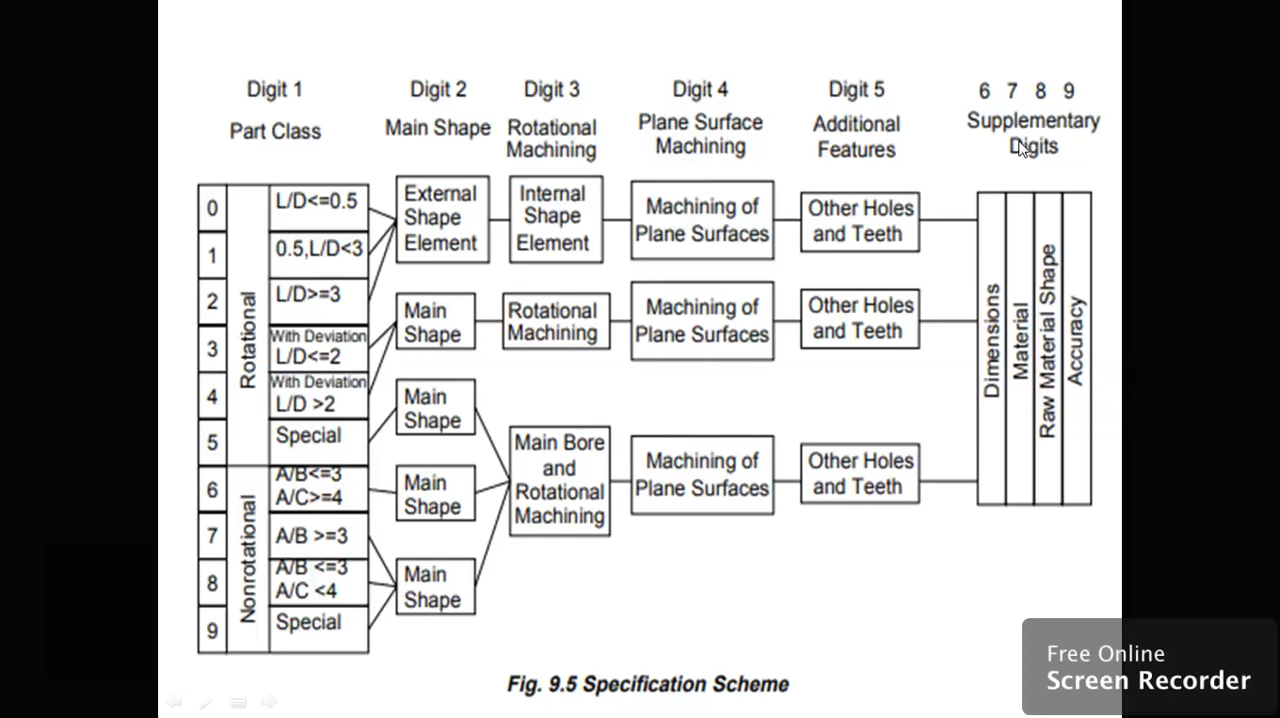 Digit 1
Digit 2
Digit 3
Digit 4
Digit 5
6 7 8 9
Part Class
Main Shape
Rotational
Machining
Plane Surface
Machining
Additional
Features
Supplementary
Digits
0
1
2
3
4
5
6
7
8
9
Rotational
Nonrotational
L/D<=0.5
0.5,L/D<3
L/D>=3
With Deviation
L/D<=2
With Deviation
L/D >2
Special
A/B<=3
A/C>=4
A/B >=3
A/B <=3
A/C <4
Special
External
Shape
Element
Internal
Shape
Element
Machining of
Plane Surfaces
Other Holes
and Teeth
Main
Shape
Rotational
Machining
Machining of
Plane Surfaces
Other Holes
and Teeth
Main
Shape
Main
Shape
Main
Shape
Main Bore
and
Rotational
Machining
Machining of
Plane Surfaces
Other Holes
and Teeth
Dimensions
Material
Raw Material Shape
Accuracy
Fig. 9.5 Specification Scheme
Free Online
Screen Recorder